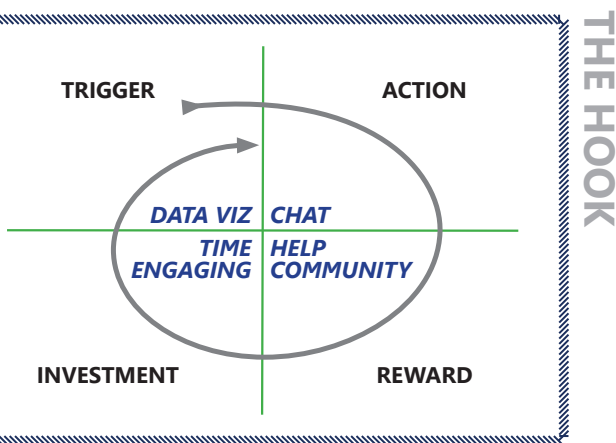 THE HOOK
TRIGGER
ACTION
DATA VIZ
CHAT
TIME
ENGAGING
HELP
COMMUNITY
INVESTMENT
REWARD